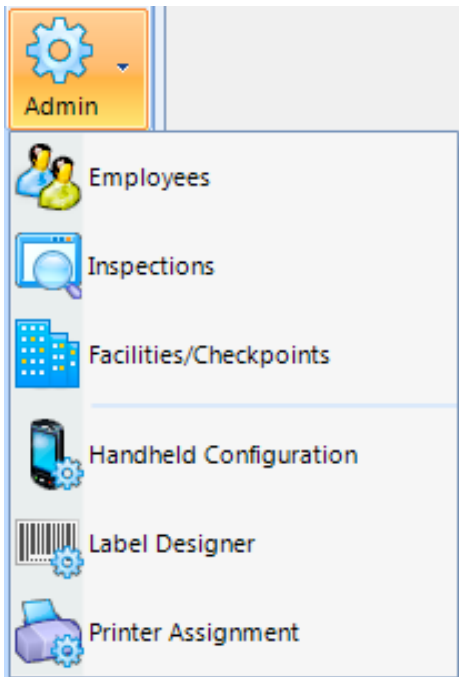 Admin
Employees
Inspections
Facilities/Checkpoints
Handheld Configuration
Label Designer
Printer Assignment